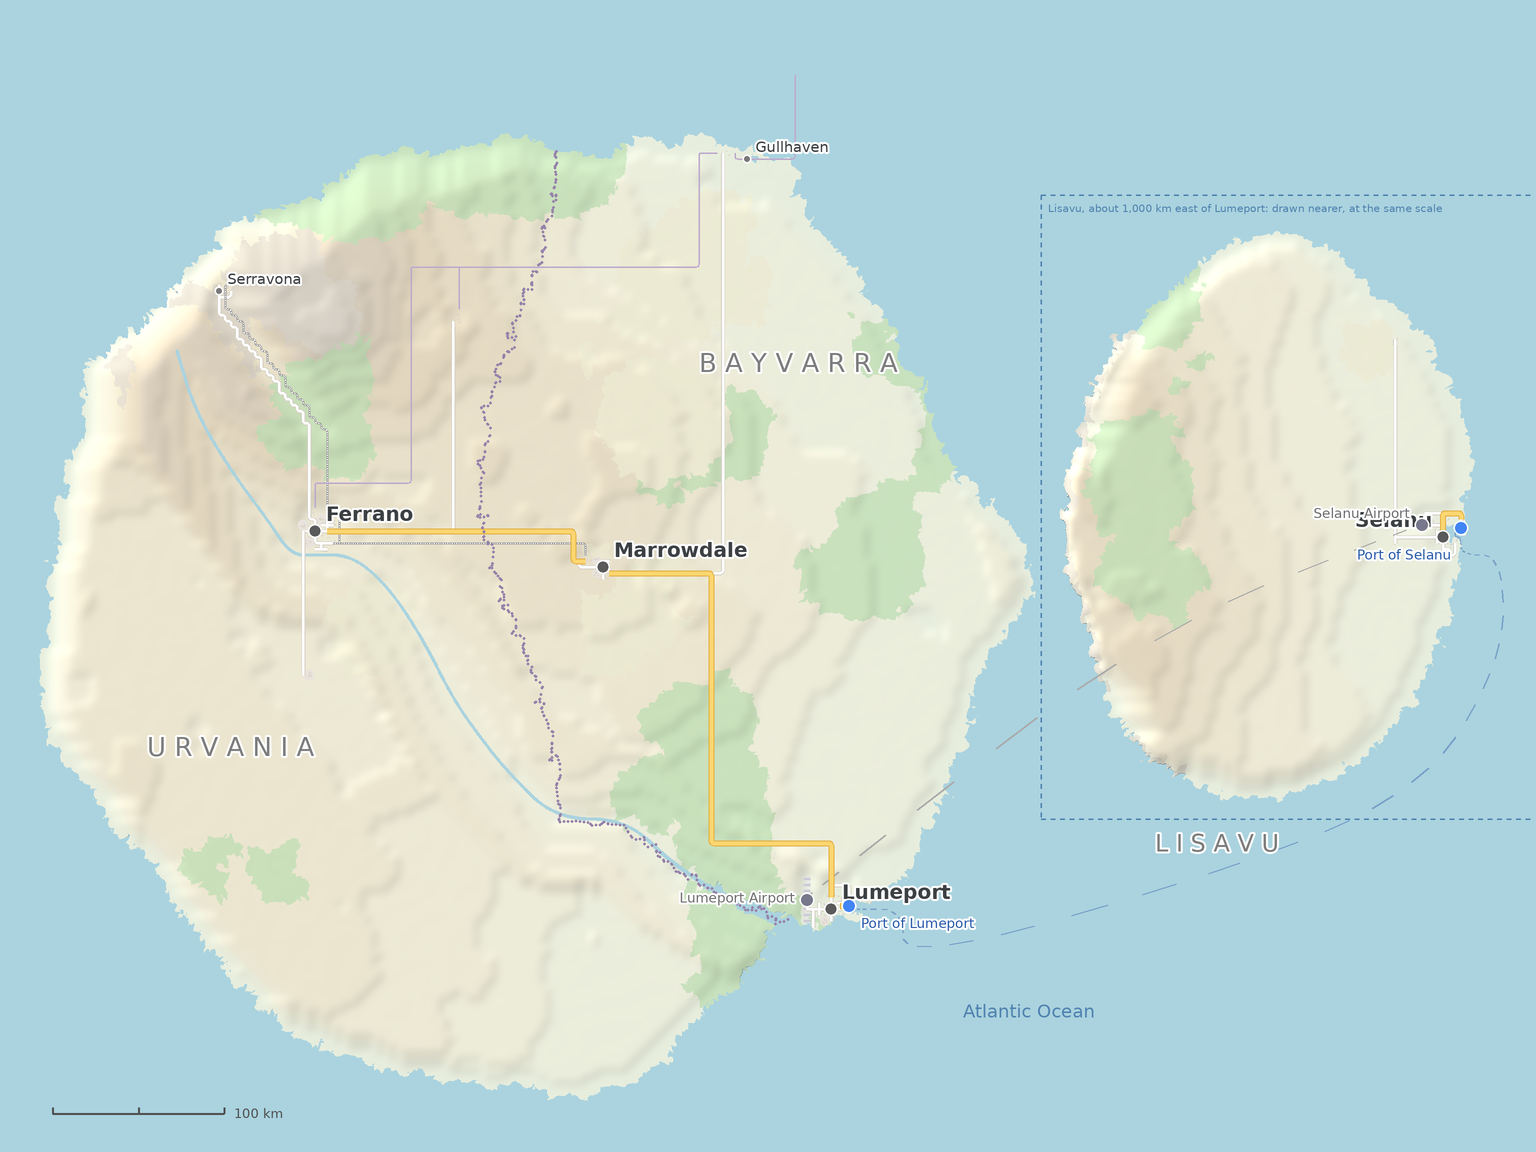 Gullhaven
Lisavu, about 1,000 km east of Lumeport: drawn nearer, at the same scale
Serravona
BAYVARRA
Ferrano
Selanu Airport
Selanu
Marrowdale
Port of Selanu
URVANIA
LISAVU
Lumeport
Lumeport Airport
Port of Lumeport
Atlantic Ocean
100 km